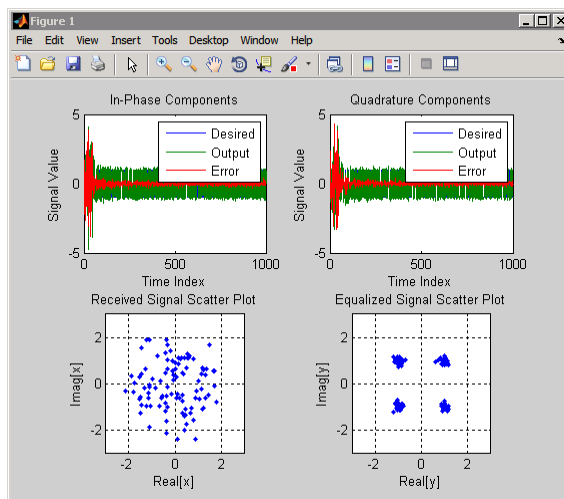 Figure 1
File Edit View Insert Tools Desktop Window Help
In-Phase Components
Quadrature Components
5
0
-5
Signal Value
Desired
Output
Error
0
500
1000
Time Index
5
0
-5
Signal Value
Desired
Output
Error
0
500
1000
Time Index
Received Signal Scatter Plot
Equalized Signal Scatter Plot
2
0
-2
Imag[x]
-2
0
2
Real[x]
2
0
-2
Imag[y]
-2
0
2
Real[y]